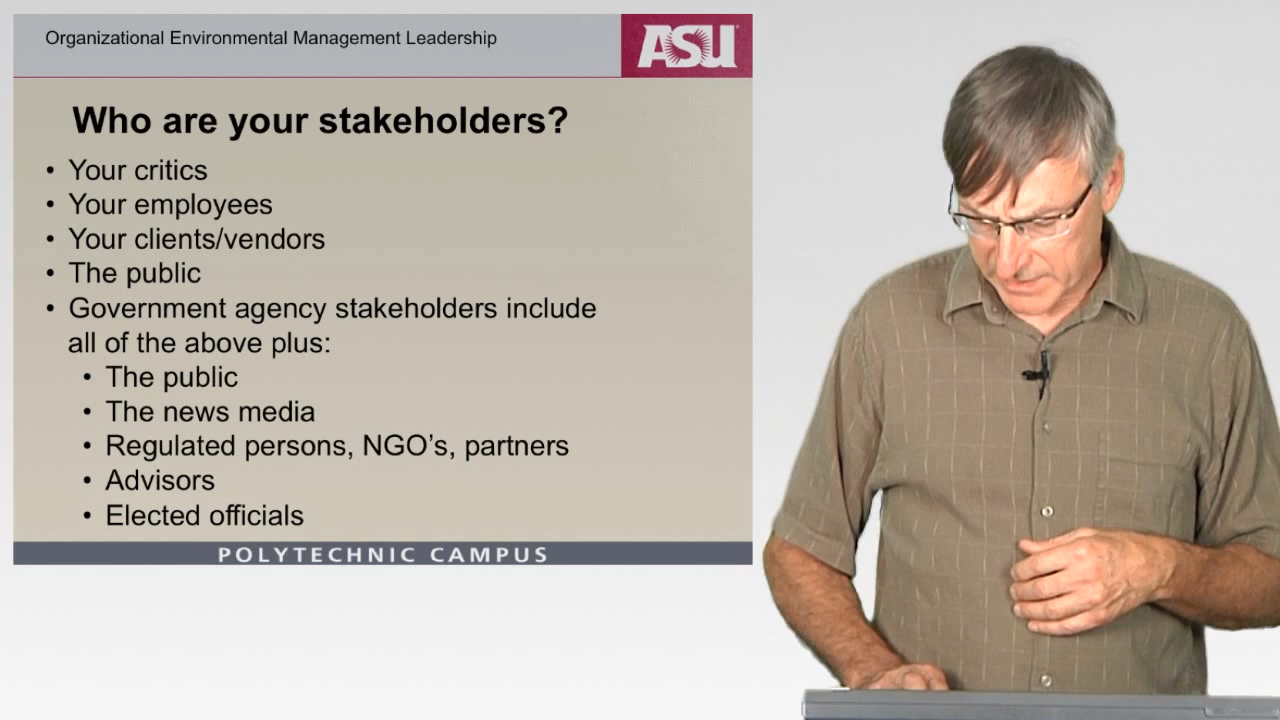 Organizational Environmental Management Leadership
ASU
Who are your stakeholders?
• Your critics
• Your employees
• Your clients/vendors
• The public
• Government agency stakeholders include
all of the above plus:
• The public
• The news media
• Regulated persons, NGO’s, partners
• Advisors
• Elected officials
POLYTECHNIC CAMPUS